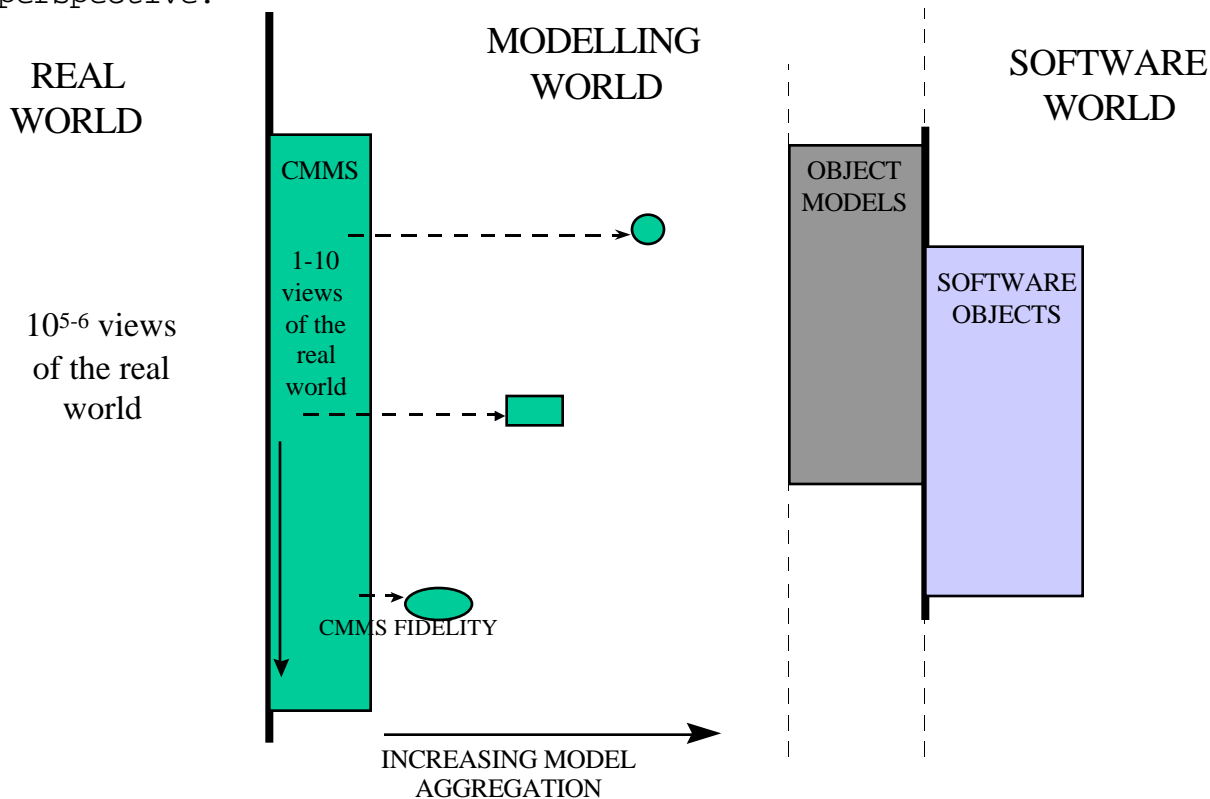 perspective.
REAL
WORLD
MODELLING
WORLD
SOFTWARE
WORLD
CMMS
1-10
views
of the
real
world
10⁵⁻⁶ views
of the real
world
OBJECT
MODELS
SOFTWARE
OBJECTS
CMMS FIDELITY
INCREASING MODEL
AGGREGATION